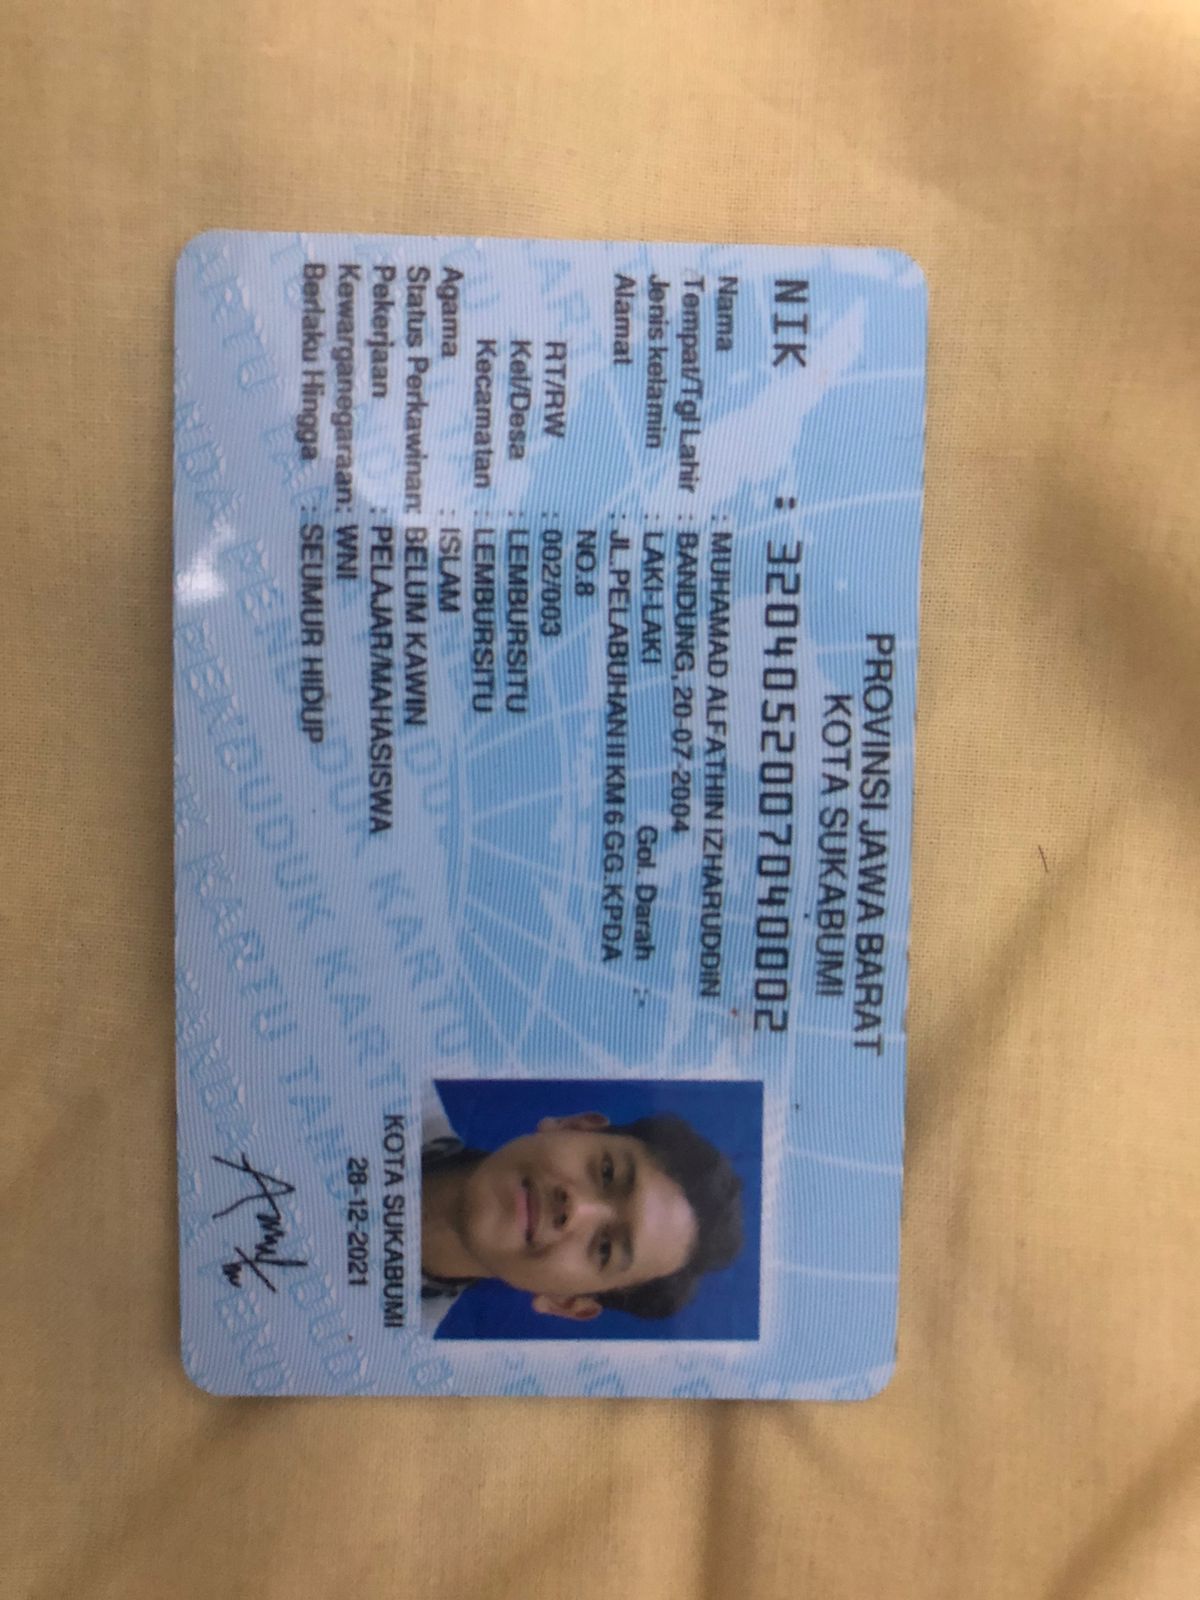 PROVINSI JAWA BARAT
KOTA SUKABUMI
NIK : 3204052007040002
Nama : MUHAMAD ALFATHIN IZHARUDDIN
Tempat/Tgl Lahir : BANDUNG, 20-07-2004
Jenis kelamin : LAKI-LAKI Gol. Darah :-
Alamat : JL.PELABUHAN II KM 6 GG.KPDA
NO.8
RT/RW : 002/003
Kel/Desa : LEMBURSITU
Kecamatan : LEMBURSITU
Agama : ISLAM
Status Perkawinan: BELUM KAWIN
Pekerjaan : PELAJAR/MAHASISWA
Kewarganegaraan: WNI
Berlaku Hingga : SEUMUR HIDUP
KOTA SUKABUMI
28-12-2021